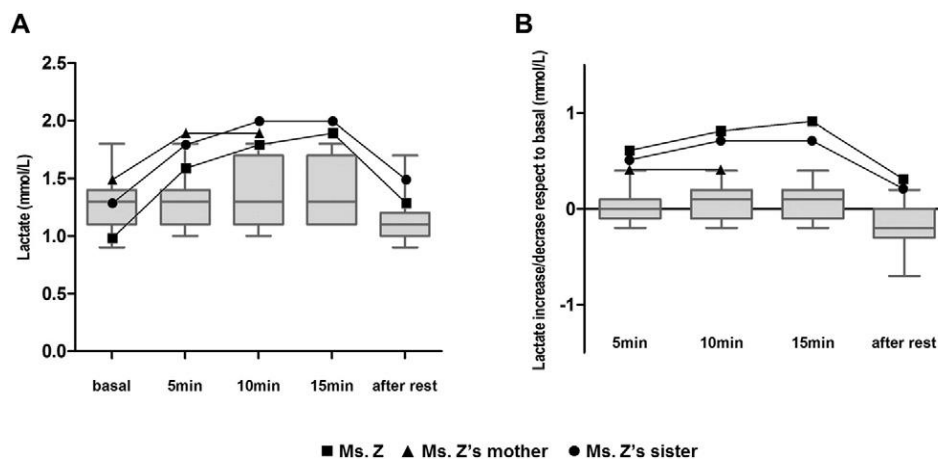 A
Lactate (mmol/L)
2.5
2.0
1.5
1.0
0.5
0.0
basal 5min 10min 15min after rest
B
Lactate increase/decrase respect to basal (mmol/L)
1
0
-1
5min 10min 15min after rest
Ms. Z Ms. Z's mother Ms. Z's sister